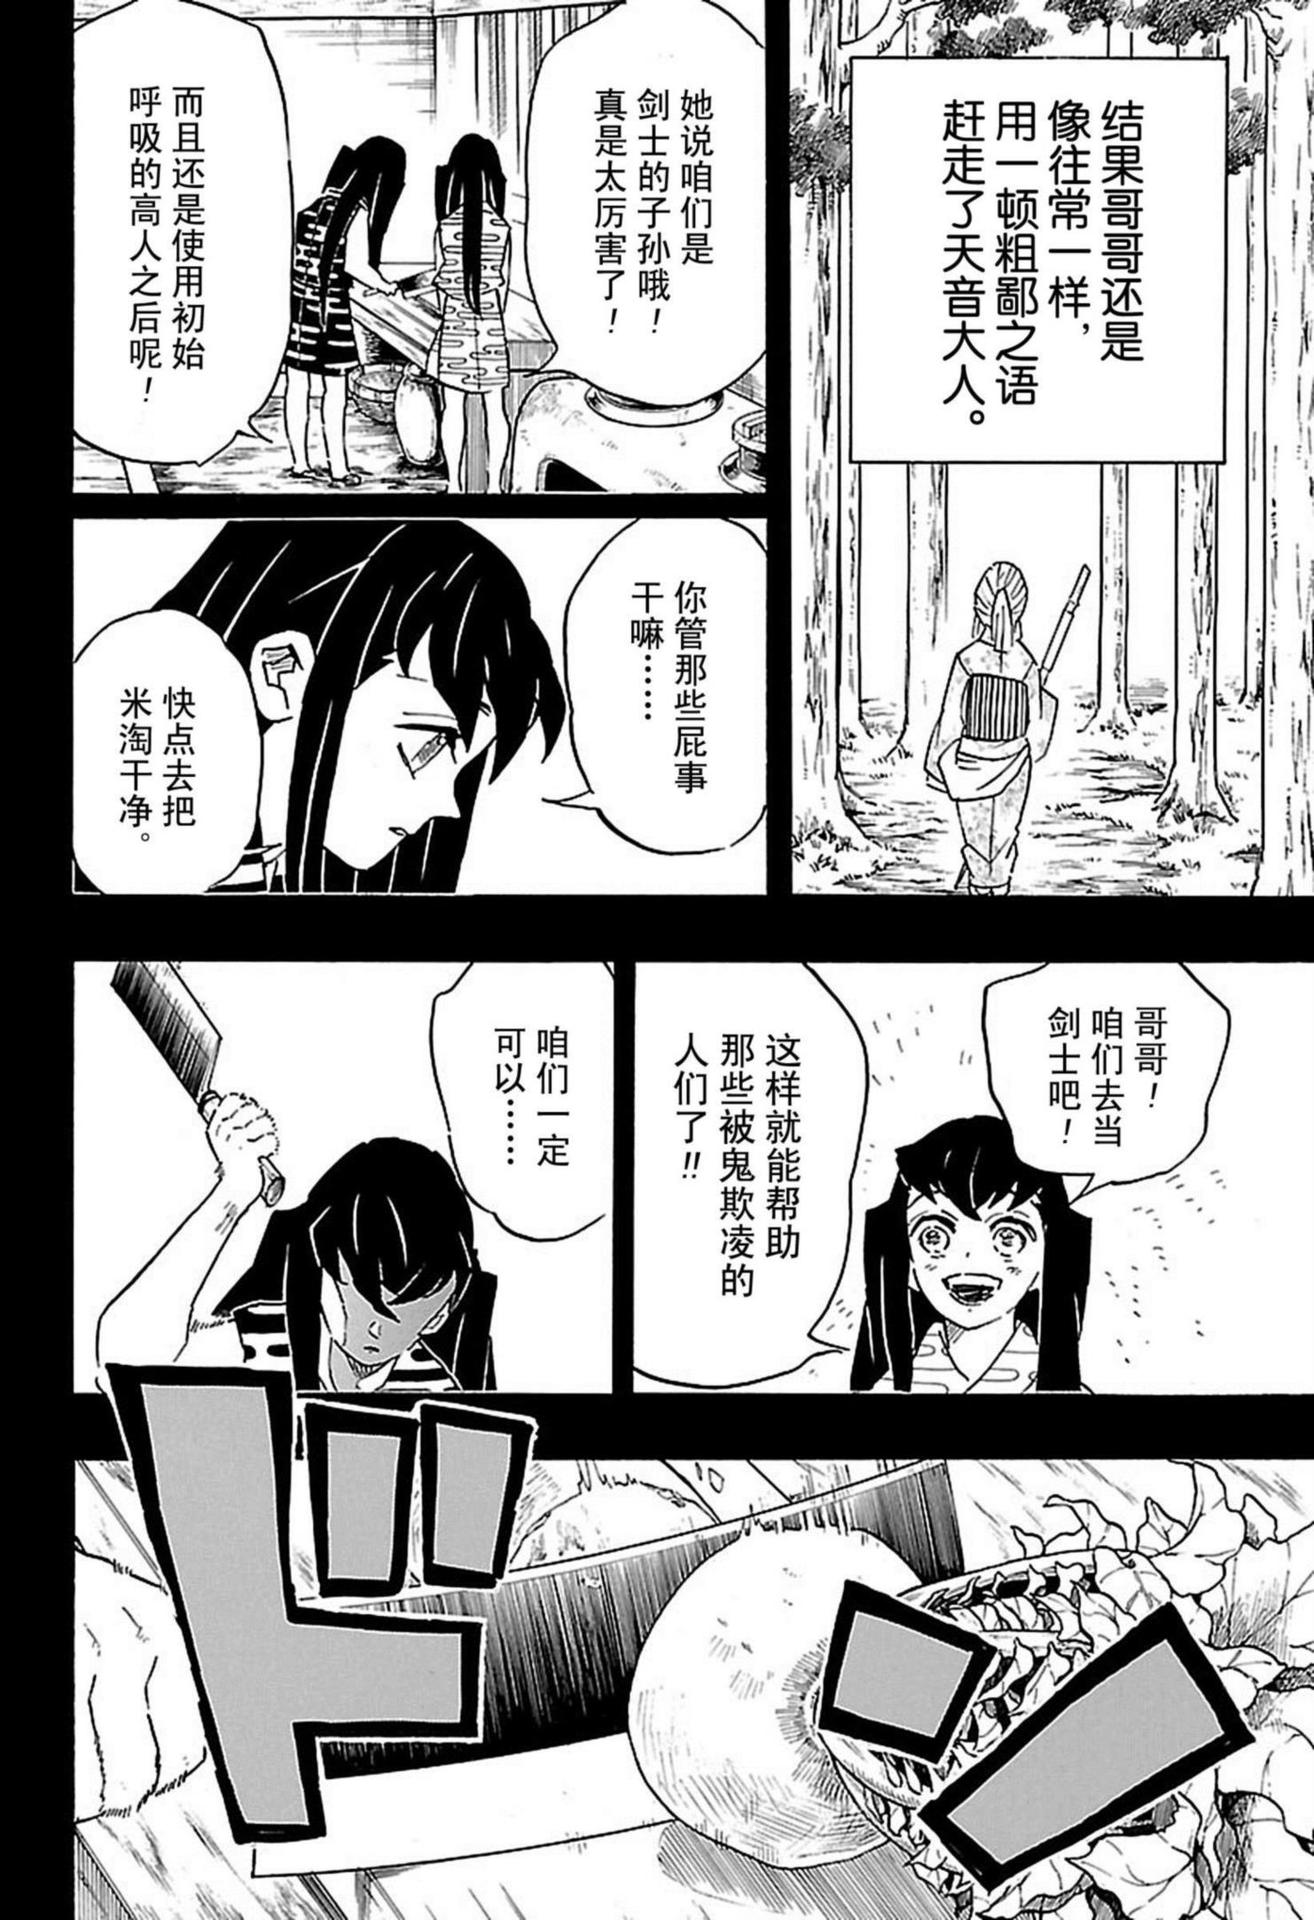 结果哥哥还是
像往常一样，
用一顿粗鄙之语
赶走了天音大人。
她说咱们是
剑士的子孙哦！
真是太厉害了！
而且还是使用初始
呼吸的高人之后呢！
你管那些屁事
干嘛……
快点去把
米淘干净。
哥哥！
咱们去当
剑士吧！
这样就能帮助
那些被鬼欺凌的
人们了!!
咱们一定
可以……
ドン